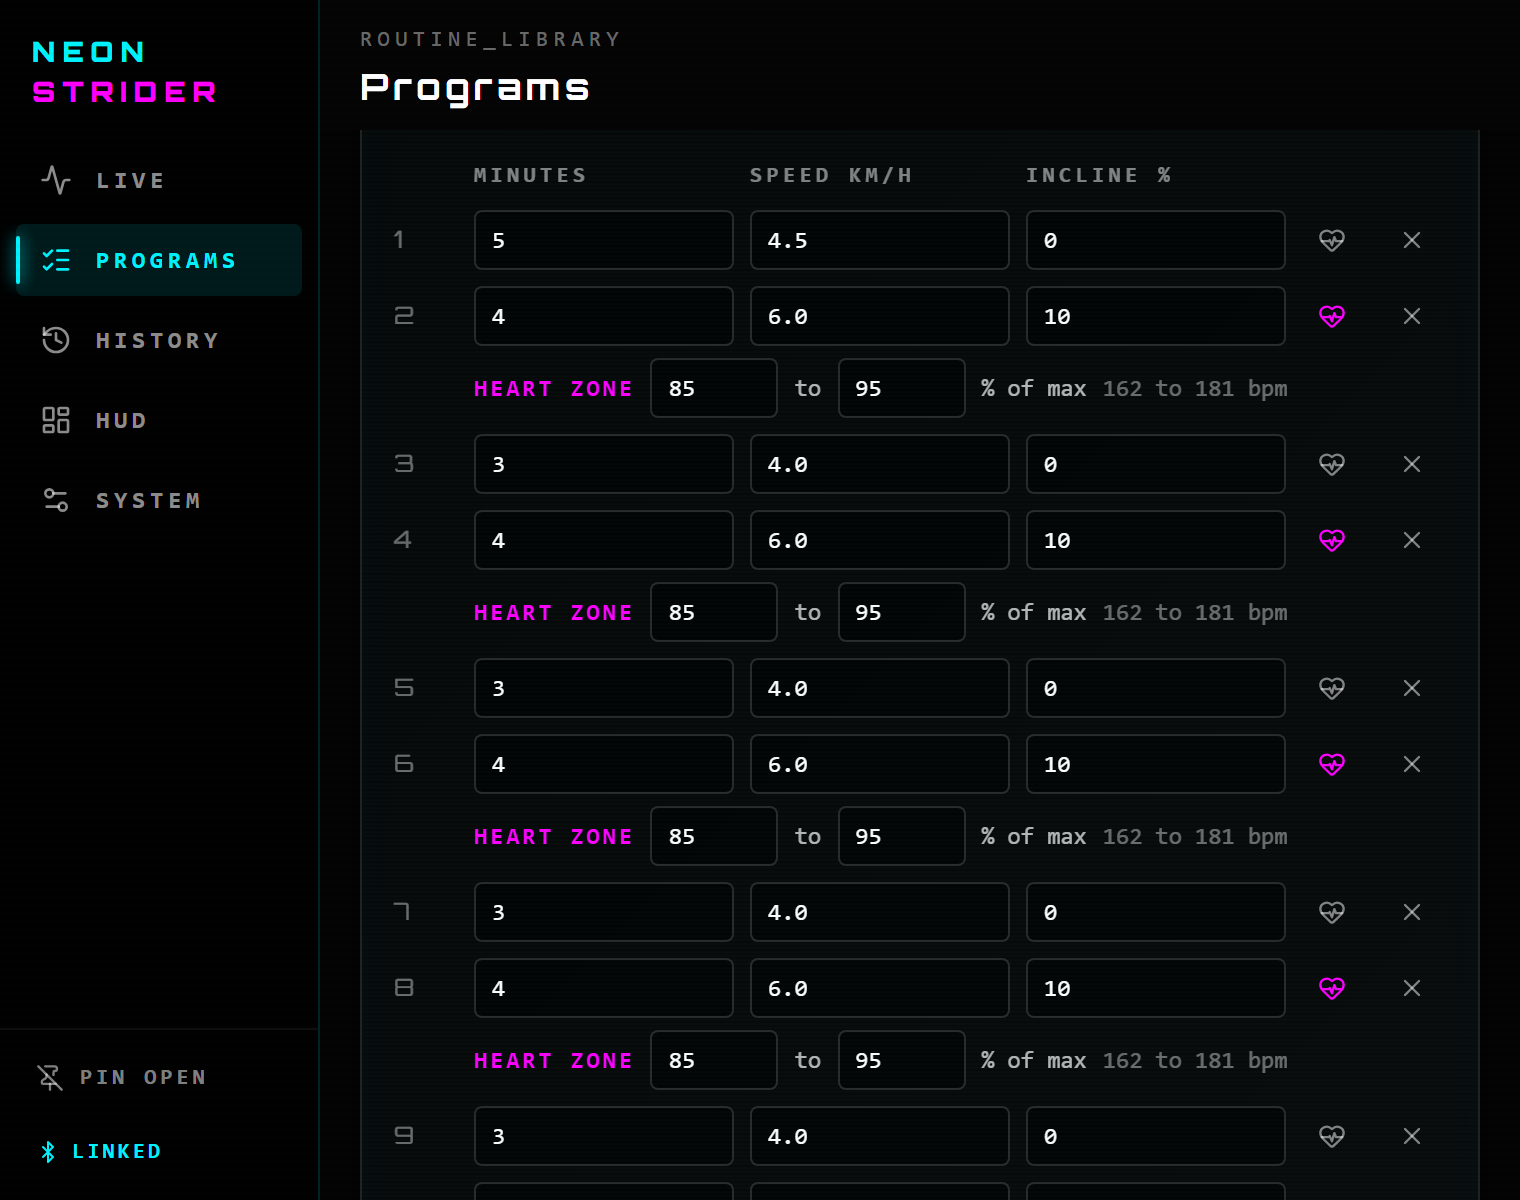 NEON
STRIDER
LIVE
PROGRAMS
HISTORY
HUD
SYSTEM
PIN OPEN
LINKED
ROUTINE_LIBRARY
Programs
MINUTES SPEED KM/H INCLINE %
1 5 4.5 0
2 4 6.0 10
HEART ZONE 85 to 95 % of max 162 to 181 bpm
3 3 4.0 0
4 4 6.0 10
HEART ZONE 85 to 95 % of max 162 to 181 bpm
5 3 4.0 0
6 4 6.0 10
HEART ZONE 85 to 95 % of max 162 to 181 bpm
7 3 4.0 0
8 4 6.0 10
HEART ZONE 85 to 95 % of max 162 to 181 bpm
9 3 4.0 0